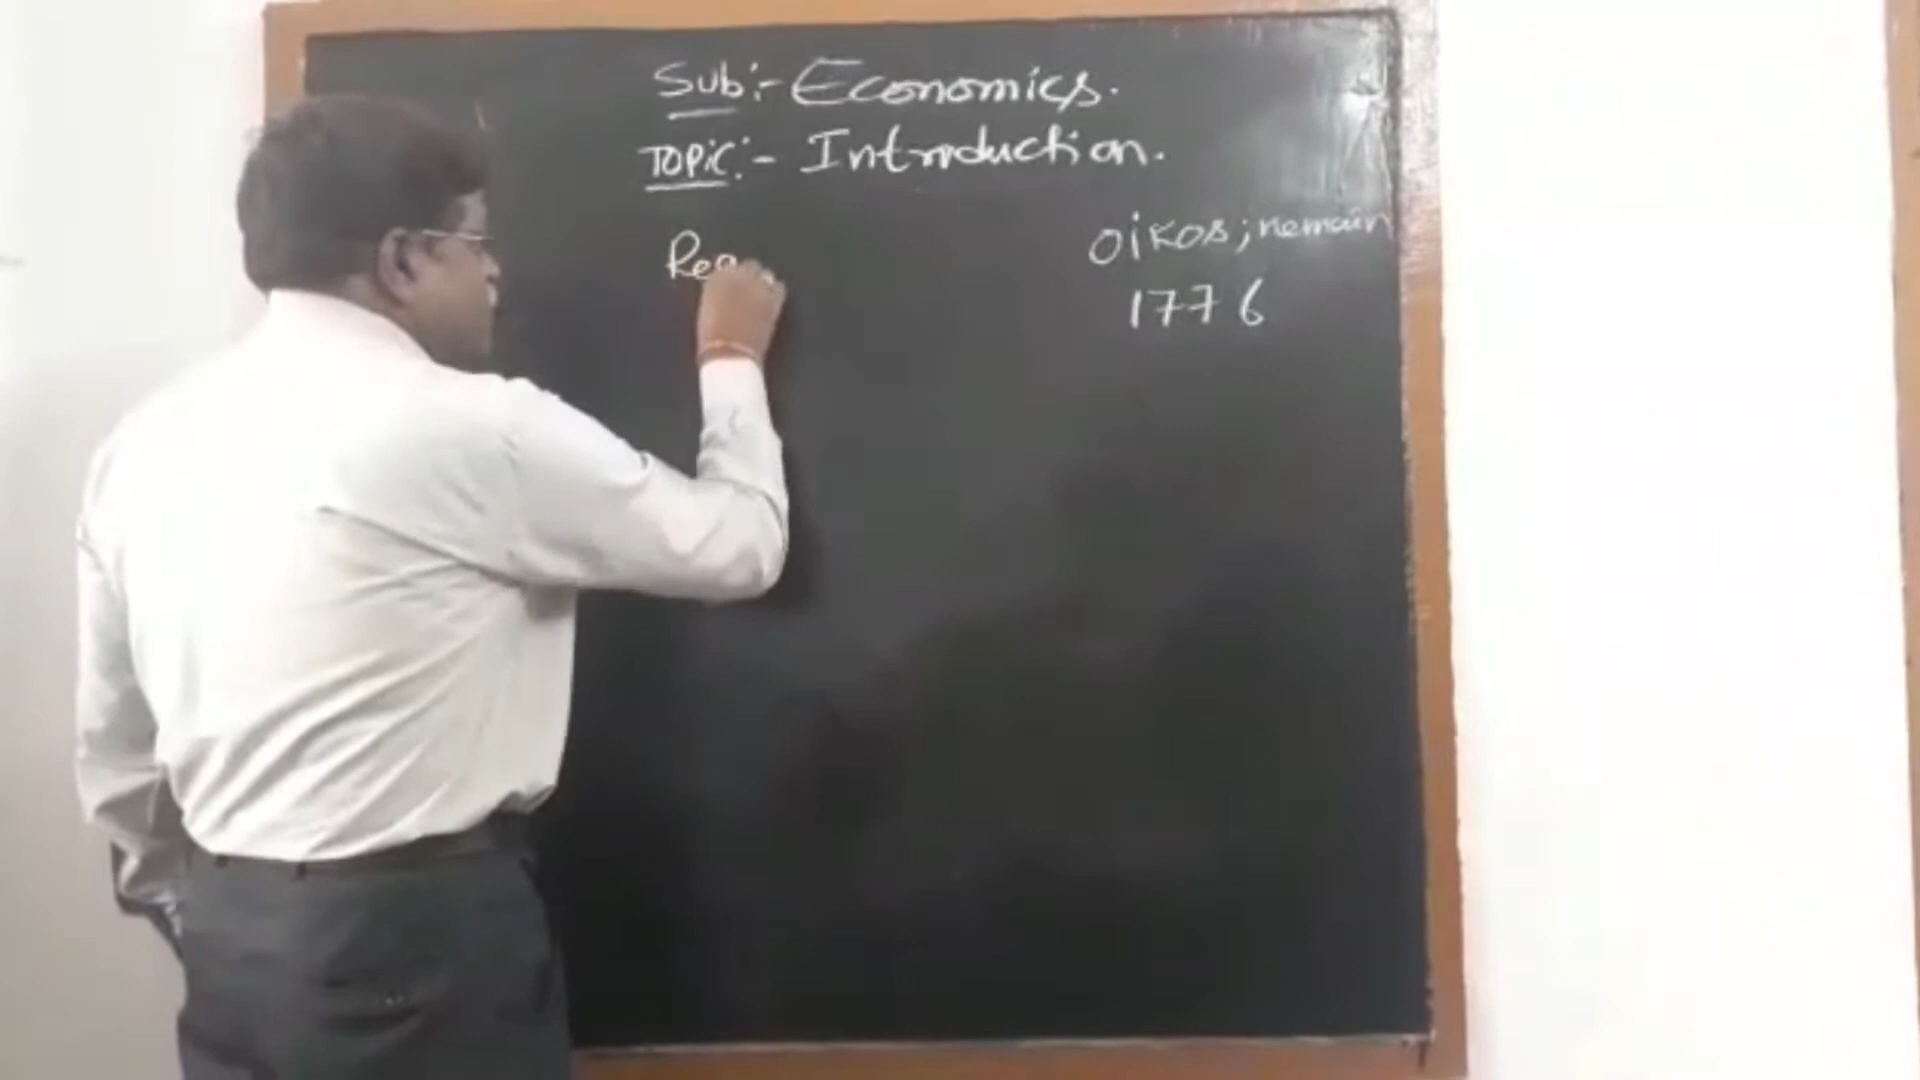 Sub:- Economics.
TOPIC:- Introduction.
Oikos; nemain
1776